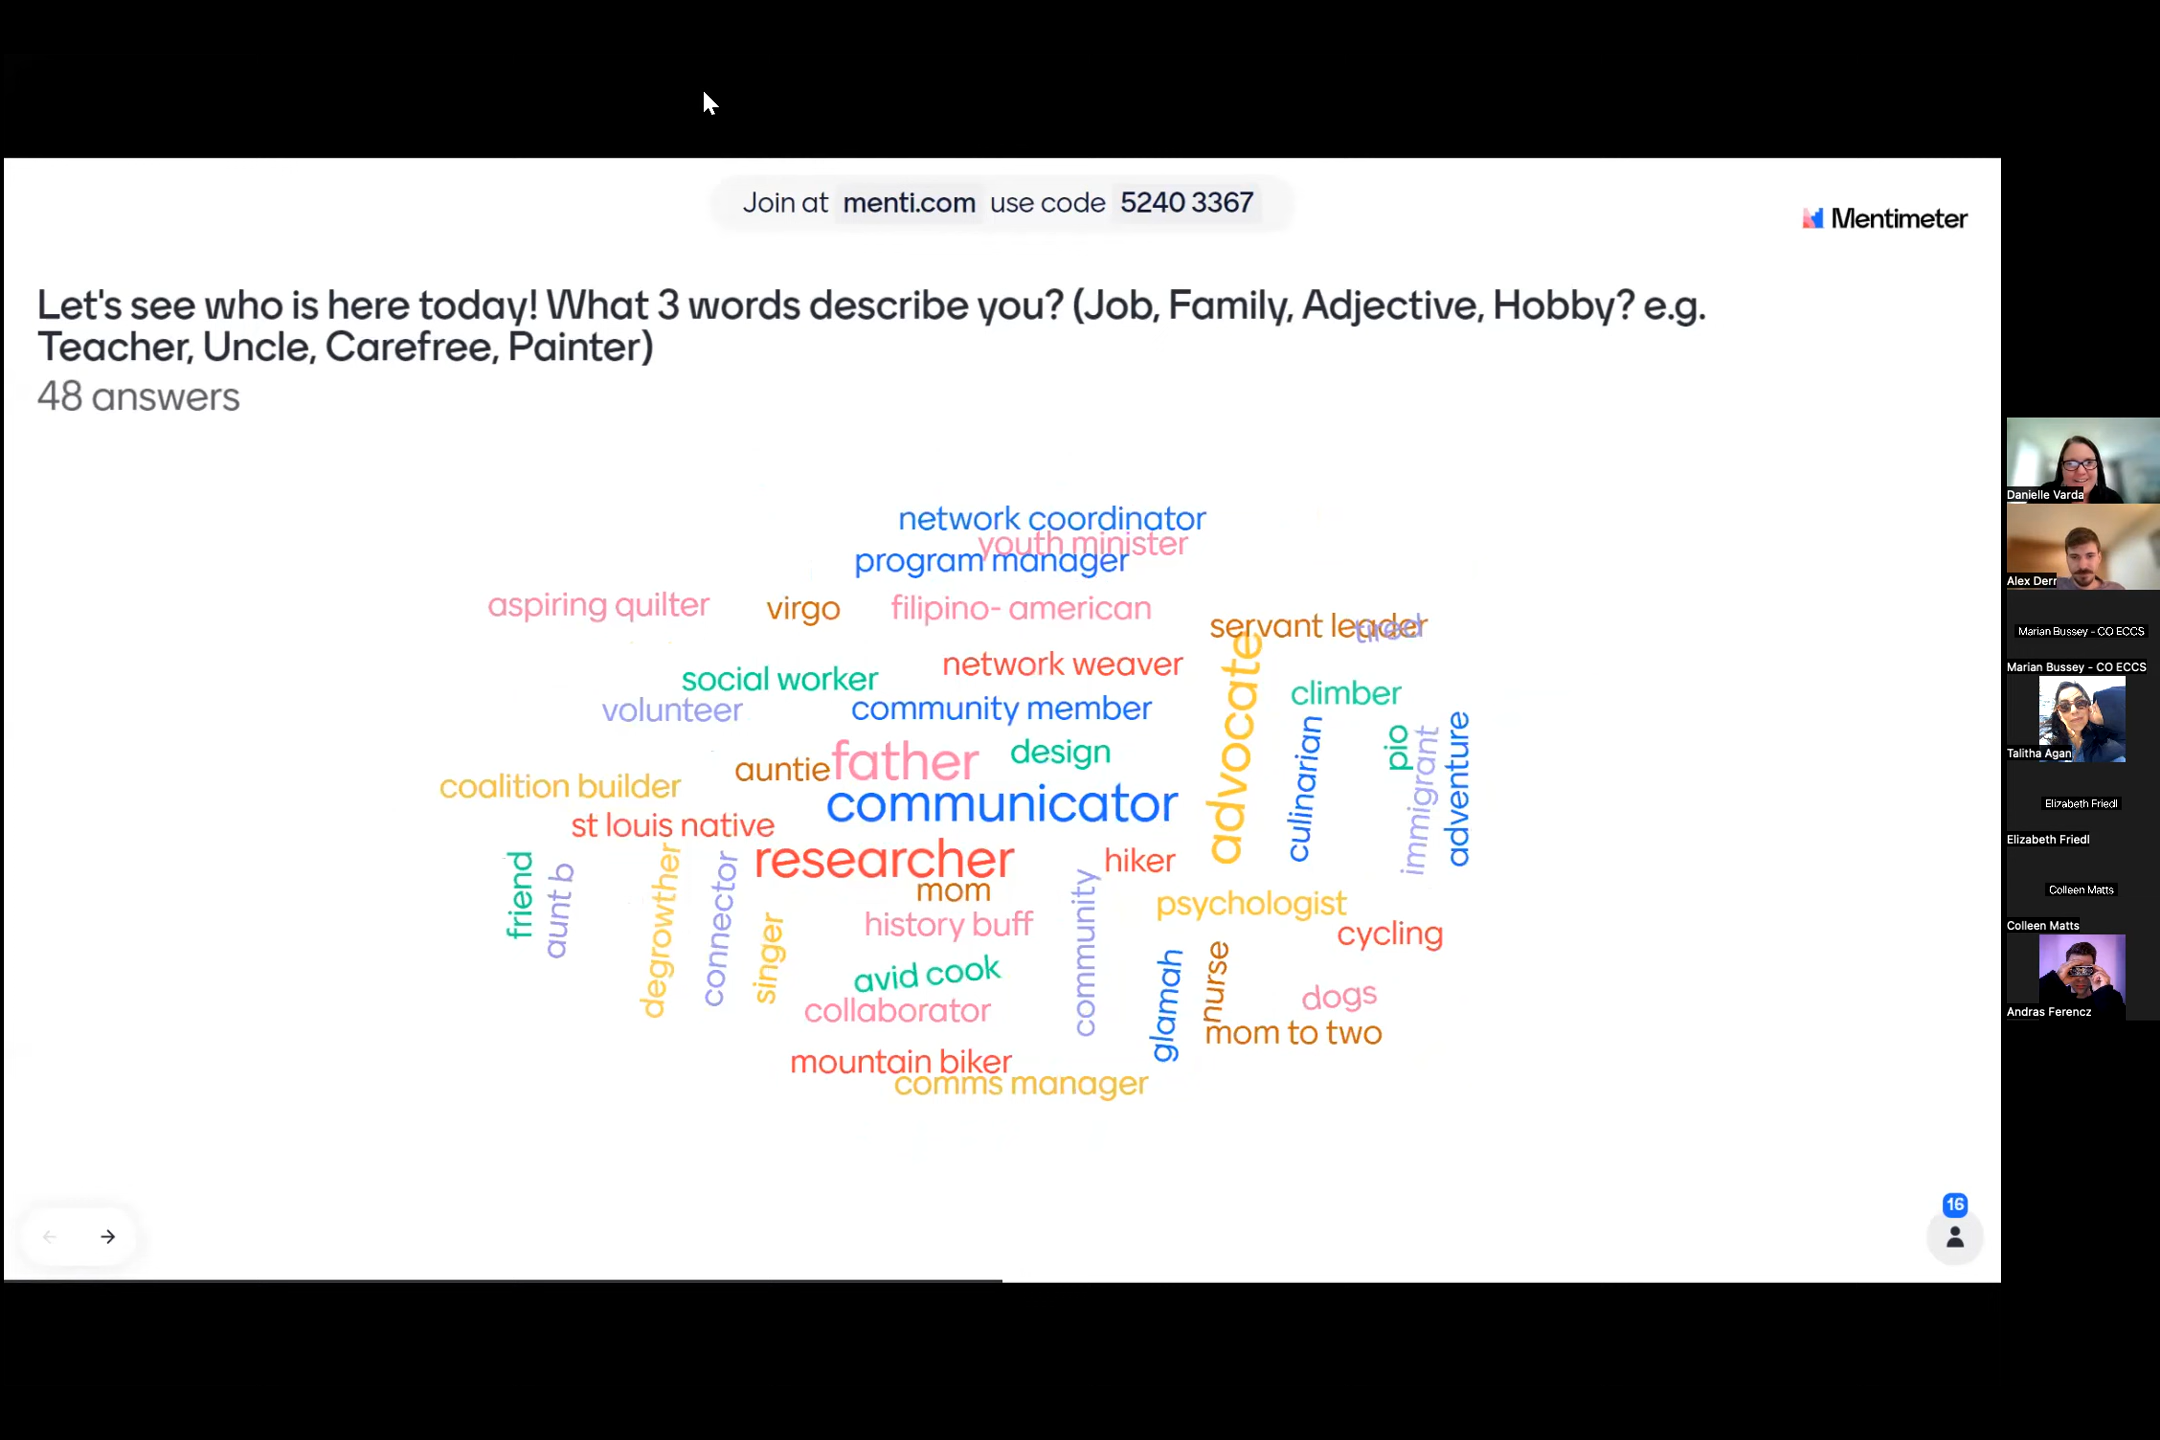 Join at menti.com use code 5240 3367
Mentimeter
Let's see who is here today! What 3 words describe you? (Job, Family, Adjective, Hobby? e.g.
Teacher, Uncle, Carefree, Painter)
48 answers
network coordinator
youth minister
program manager
aspiring quilter
virgo
filipino- american
servant leader
tired
social worker
network weaver
advocate
climber
volunteer
community member
culinarian
pio
immigrant
adventure
father
design
auntie
coalition builder
communicator
st louis native
researcher
hiker
friend
aunt b
degrowther
connector
singer
mom
history buff
community
psychologist
cycling
avid cook
collaborator
glamah
nurse
dogs
mom to two
mountain biker
comms manager
16
Danielle Varda
Alex Derr
Marian Bussey - CO ECCS
Marian Bussey - CO ECCS
Talitha Agan
Elizabeth Friedl
Elizabeth Friedl
Colleen Matts
Colleen Matts
Andras Ferencz